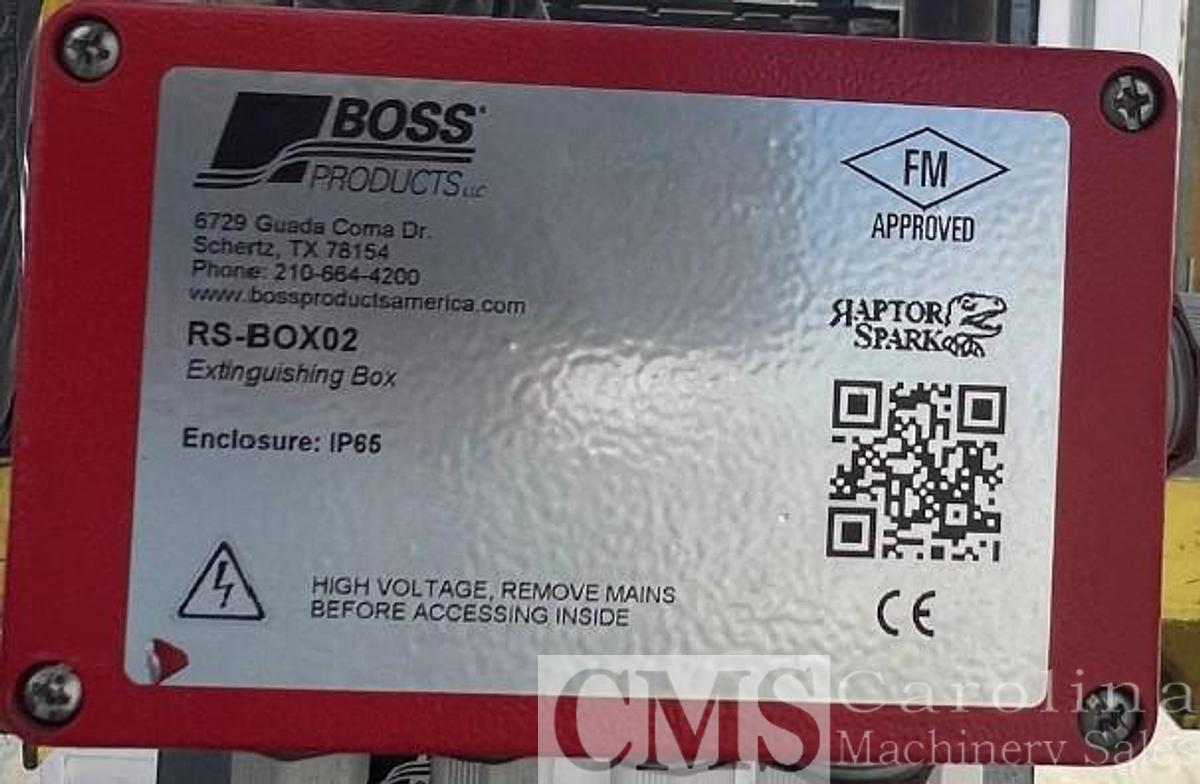 BOSS
PRODUCTS LLC
6729 Guada Coma Dr.
Schertz, TX 78154
Phone: 210-664-4200
www.bossproductsamerica.com
RS-BOX02
Extinguishing Box
Enclosure: IP65
HIGH VOLTAGE, REMOVE MAINS
BEFORE ACCESSING INSIDE
FM
APPROVED
RAPTOR
SPARK
CE
BOSS
CMS Carolina
Machinery Sales